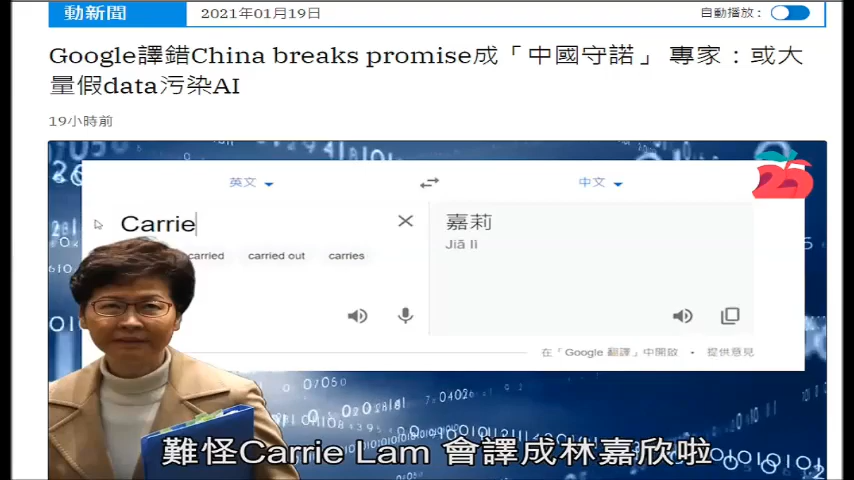 動新聞
2021年01月19日
自動播放：
Google譯錯China breaks promise成「中國守諾」 專家：或大
量假data污染AI
19小時前
英文
中文
25
Carrie
嘉莉
Jiā lì
carried
carried out
carries
在「Google 翻譯」中開啟 • 提供意見
難怪Carrie Lam 會譯成林嘉欣啦